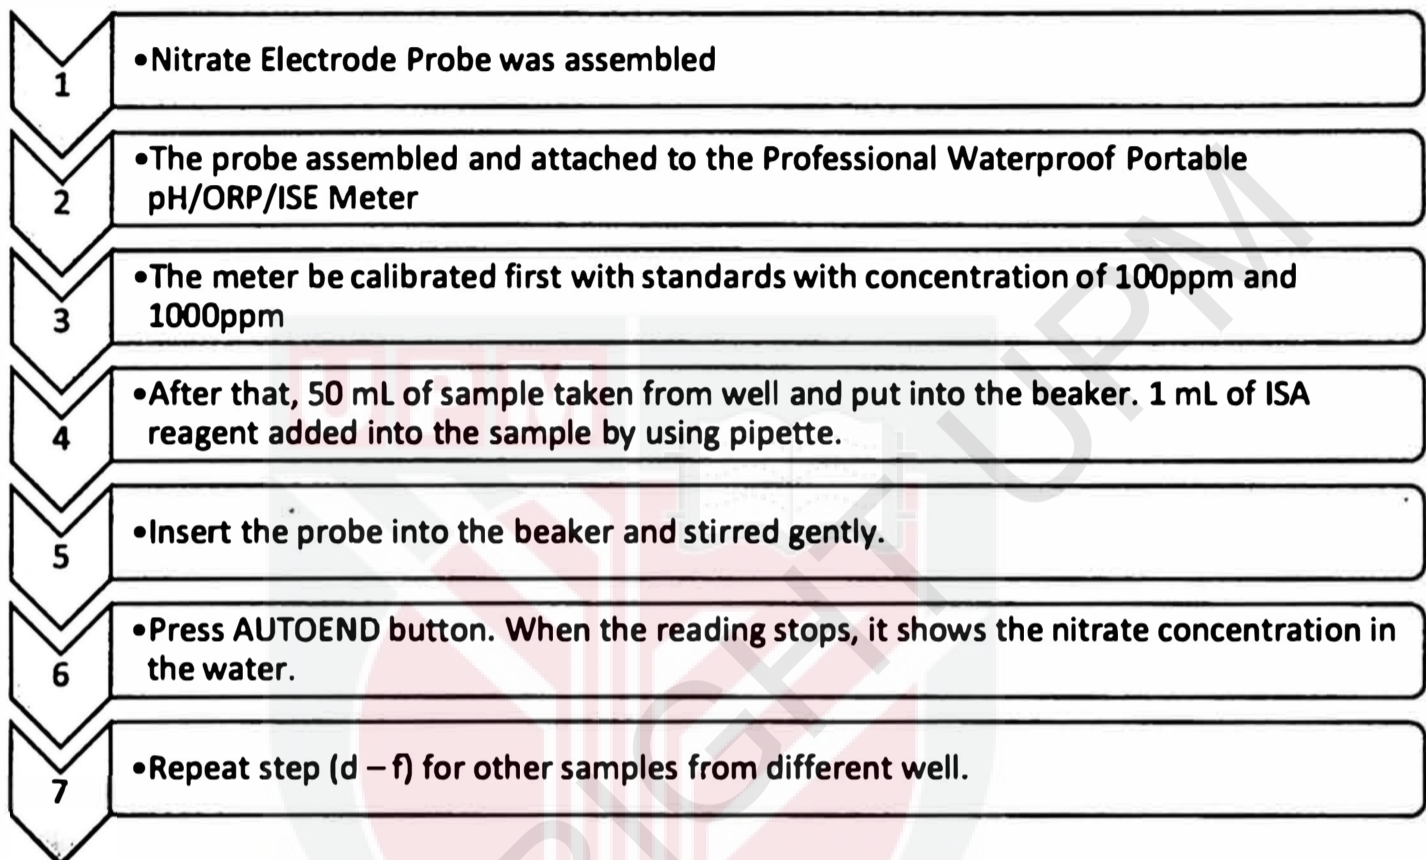 1
•Nitrate Electrode Probe was assembled
2
•The probe assembled and attached to the Professional Waterproof Portable
pH/ORP/ISE Meter
3
•The meter be calibrated first with standards with concentration of 100ppm and
1000ppm
4
•After that, 50 mL of sample taken from well and put into the beaker. 1 mL of ISA
reagent added into the sample by using pipette.
5
•Insert the probe into the beaker and stirred gently.
6
•Press AUTOEND button. When the reading stops, it shows the nitrate concentration in
the water.
7
•Repeat step (d – f) for other samples from different well.
UPM
RIGHT UPM